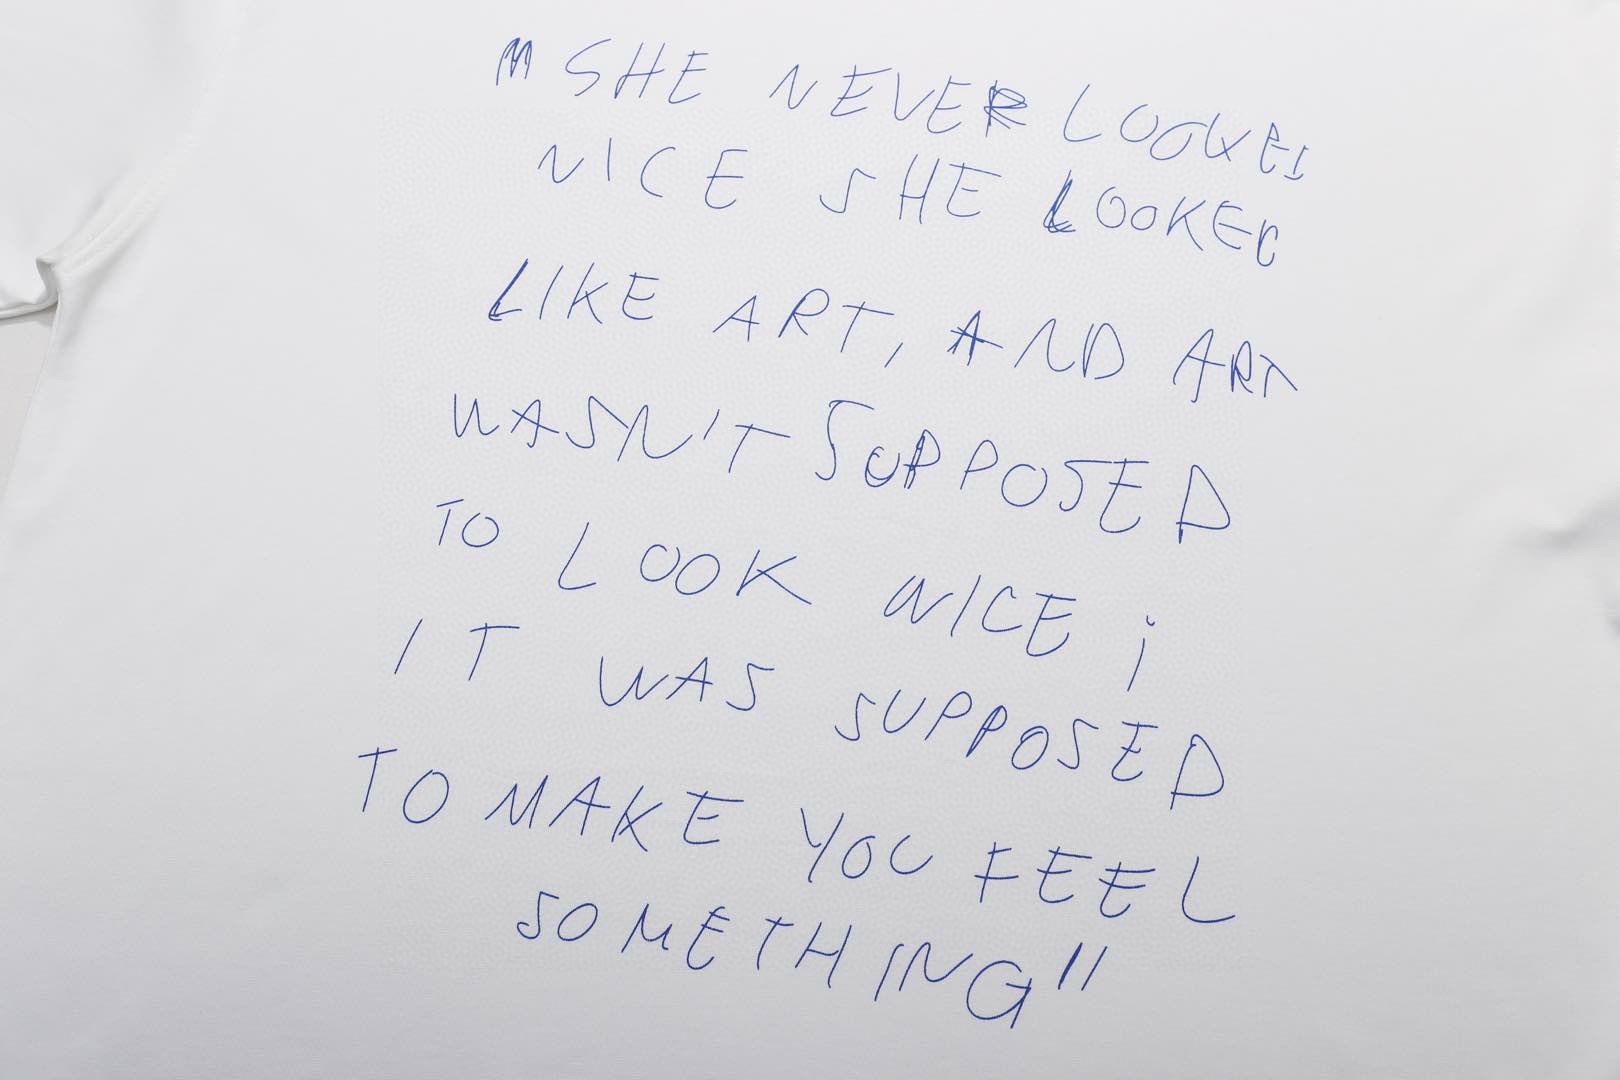 " SHE NEVER LOOKED
NICE SHE LOOKED
LIKE ART, AND ART
WASN'T SUPPOSED
TO LOOK NICE ;
IT WAS SUPPOSED
TO MAKE YOU FEEL
SOMETHING"